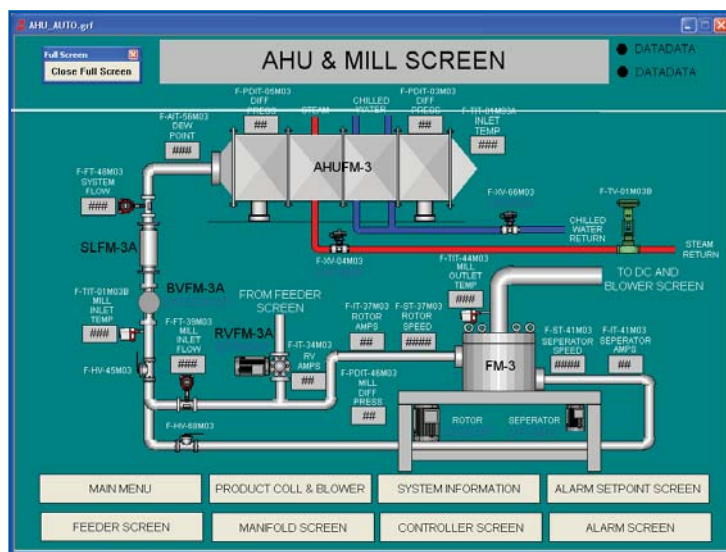 AHU_AUTO.grf
Full Screen
Close Full Screen
AHU & MILL SCREEN
DATADATA
DATADATA
F-PDIT-05M03
DIFF
PRESS
##
STEAM
CHILLED
WATER
F-PDIT-03M03
DIFF
PRESS
##
F-TIT-01M03A
INLET
TEMP
###
F-AIT-56M03
DEW
POINT
###
AHUFM-3
F-FT-48M03
SYSTEM
FLOW
###
F-XV-66M03
F-TV-01M03B
CHILLED
WATER
RETURN
STEAM
RETURN
SLFM-3A
F-XV-04M03
F-TIT-44M03
MILL
OUTLET
TEMP
###
TO DC AND
BLOWER SCREEN
F-TIT-01M03B
MILL
INLET
TEMP
###
BVFM-3A
FROM FEEDER
SCREEN
F-IT-37M03
ROTOR
AMPS
##
F-ST-37M03
ROTOR
SPEED
####
F-FT-39M03
MILL
INLET
FLOW
###
RVFM-3A
F-IT-34M03
RV
AMPS
##
F-ST-41M03
SEPERATOR
SPEED
####
F-IT-41M03
SEPERATOR
AMPS
##
FM-3
F-HV-45M03
F-PDIT-46M03
MILL
DIFF
PRESS
##
F-HV-68M03
ROTOR
SEPERATOR
MAIN MENU
PRODUCT COLL & BLOWER
SYSTEM INFORMATION
ALARM SETPOINT SCREEN
FEEDER SCREEN
MANIFOLD SCREEN
CONTROLLER SCREEN
ALARM SCREEN